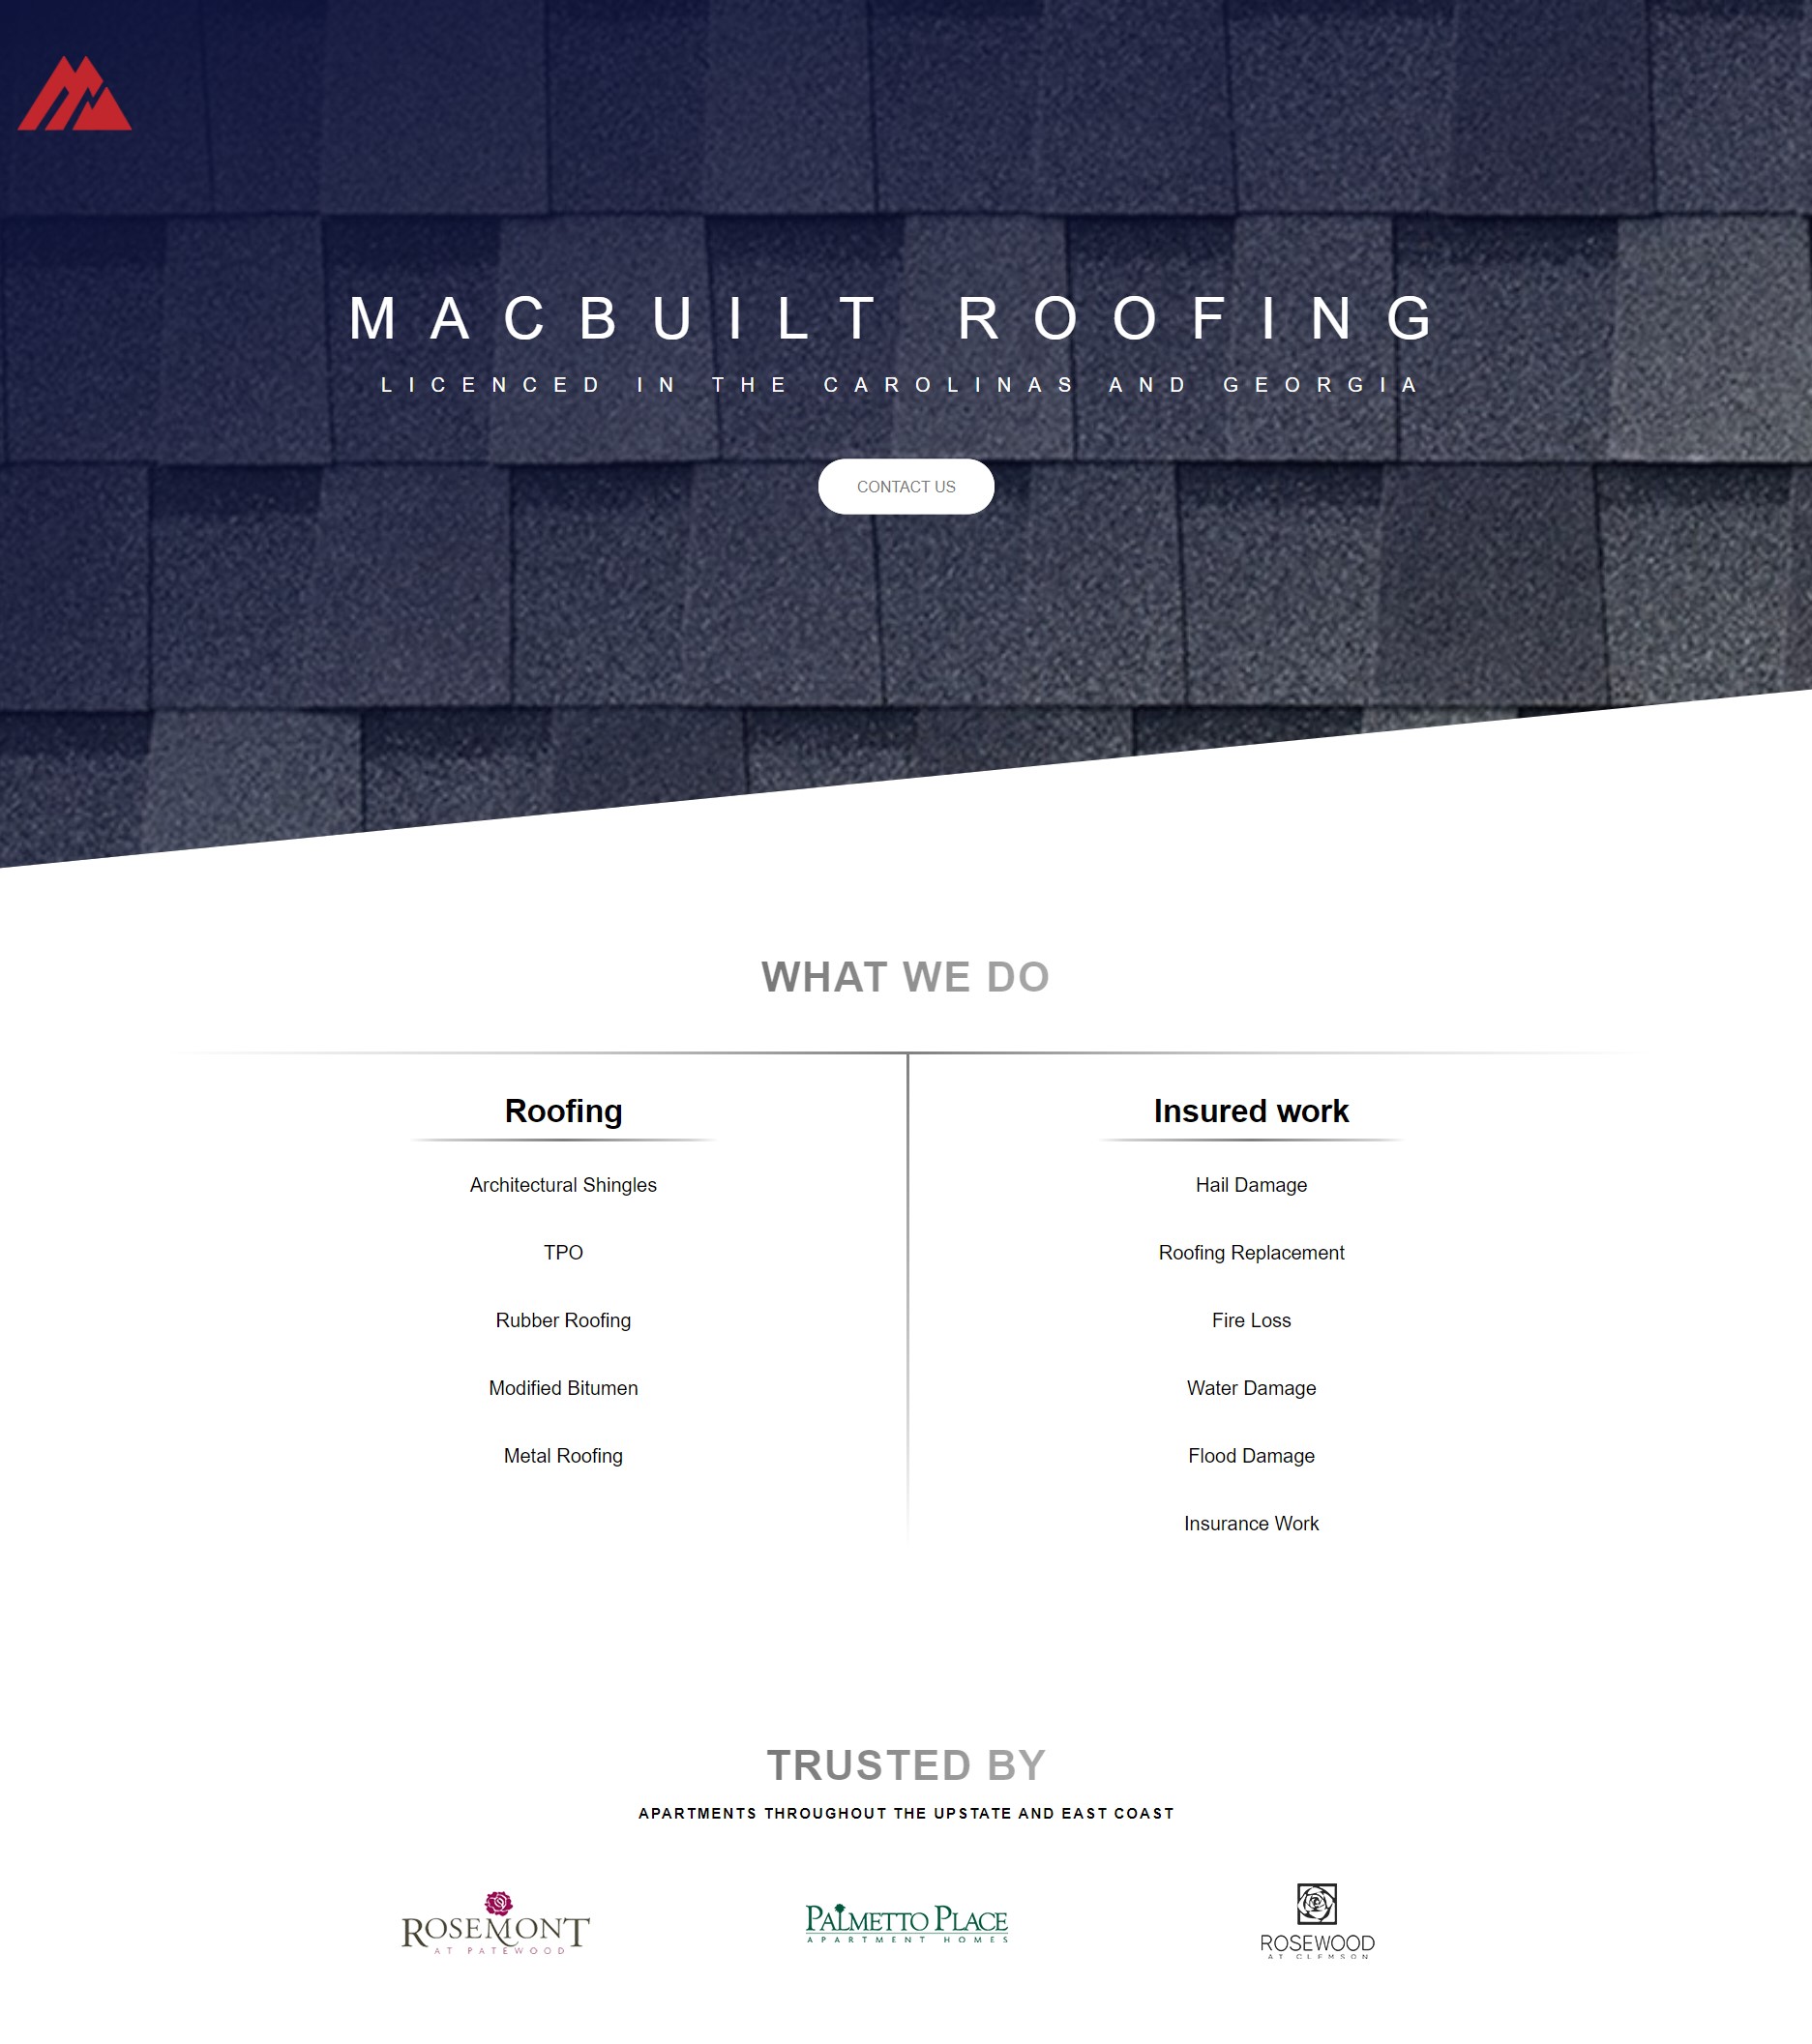 MACBUILT ROOFING
LICENCED IN THE CAROLINAS AND GEORGIA
CONTACT US
WHAT WE DO
Roofing
Architectural Shingles
TPO
Rubber Roofing
Modified Bitumen
Metal Roofing
Insured work
Hail Damage
Roofing Replacement
Fire Loss
Water Damage
Flood Damage
Insurance Work
TRUSTED BY
APARTMENTS THROUGHOUT THE UPSTATE AND EAST COAST
ROSEMONT
AT PATEWOOD
PALMETTO PLACE
APARTMENT HOMES
ROSEWOOD
AT CLEMSON